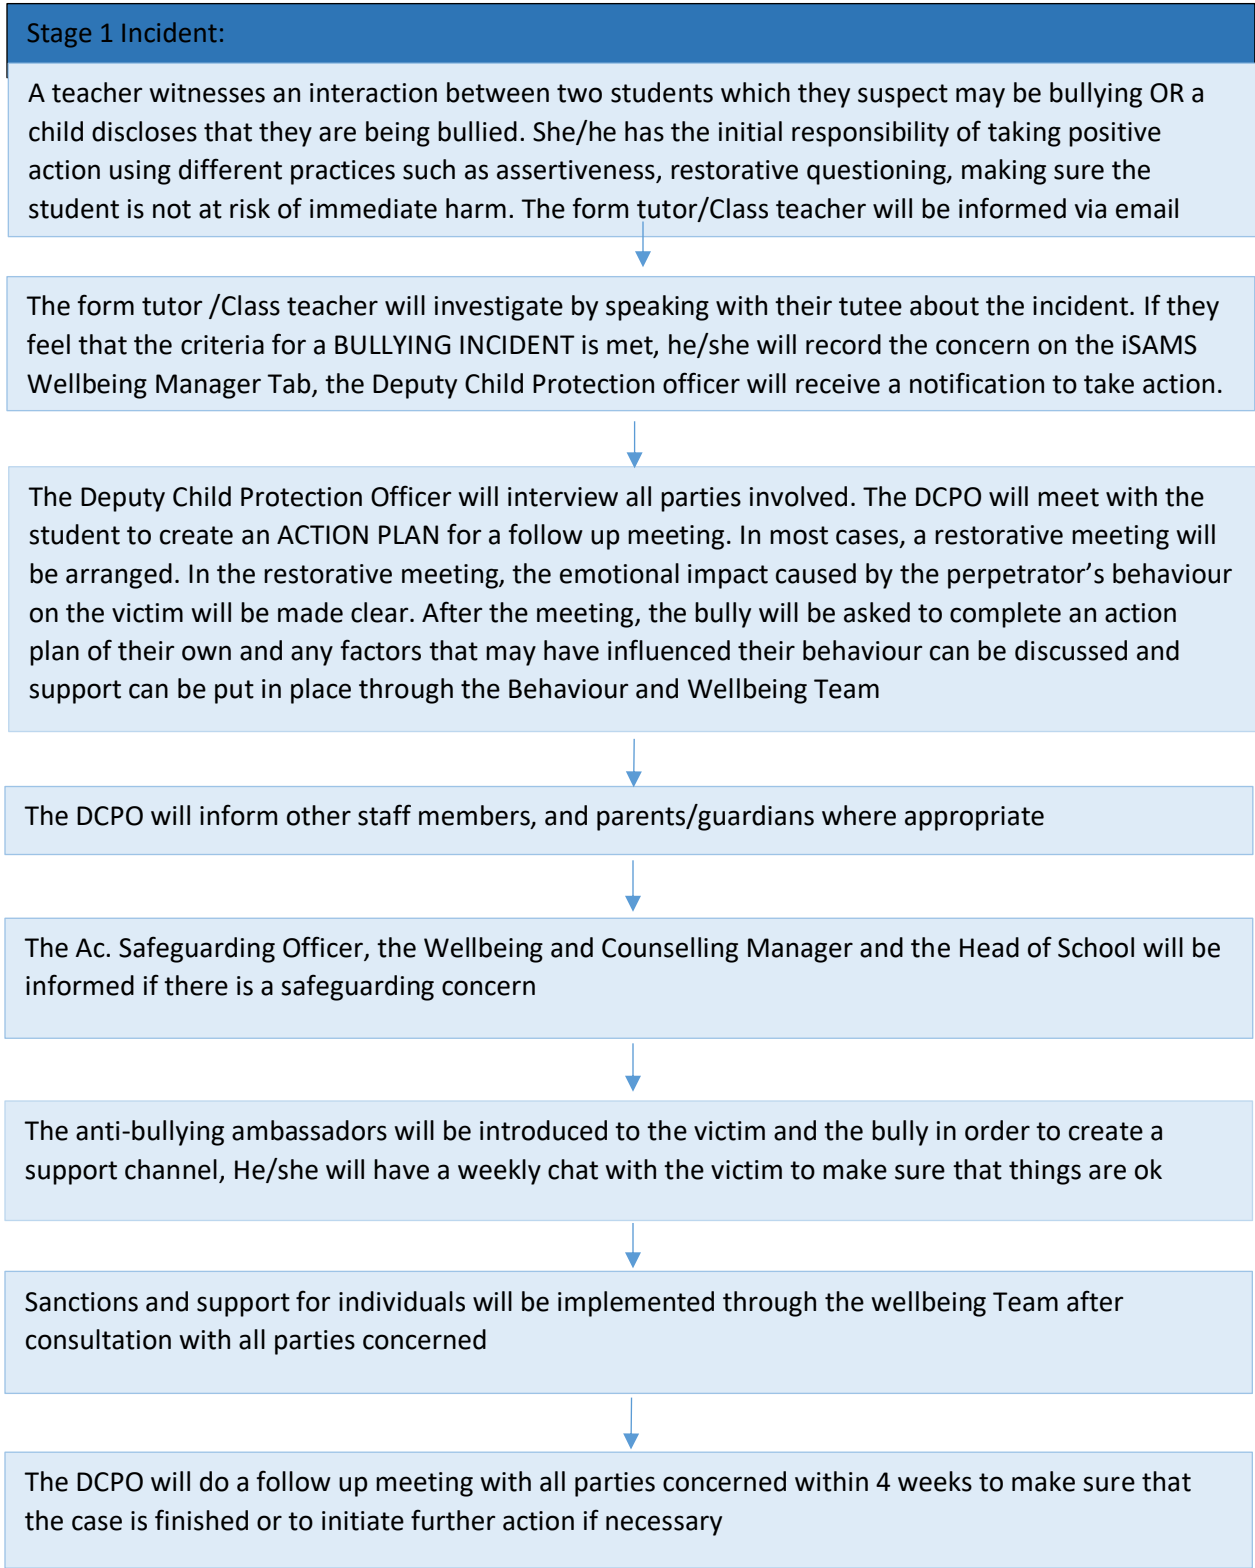 Stage 1 Incident:
A teacher witnesses an interaction between two students which they suspect may be bullying OR a
child discloses that they are being bullied. She/he has the initial responsibility of taking positive
action using different practices such as assertiveness, restorative questioning, making sure the
student is not at risk of immediate harm. The form tutor/Class teacher will be informed via email
The form tutor /Class teacher will investigate by speaking with their tutee about the incident. If they
feel that the criteria for a BULLYING INCIDENT is met, he/she will record the concern on the iSAMS
Wellbeing Manager Tab, the Deputy Child Protection officer will receive a notification to take action.
The Deputy Child Protection Officer will interview all parties involved. The DCPO will meet with the
student to create an ACTION PLAN for a follow up meeting. In most cases, a restorative meeting will
be arranged. In the restorative meeting, the emotional impact caused by the perpetrator’s behaviour
on the victim will be made clear. After the meeting, the bully will be asked to complete an action
plan of their own and any factors that may have influenced their behaviour can be discussed and
support can be put in place through the Behaviour and Wellbeing Team
The DCPO will inform other staff members, and parents/guardians where appropriate
The Ac. Safeguarding Officer, the Wellbeing and Counselling Manager and the Head of School will be
informed if there is a safeguarding concern
The anti-bullying ambassadors will be introduced to the victim and the bully in order to create a
support channel, He/she will have a weekly chat with the victim to make sure that things are ok
Sanctions and support for individuals will be implemented through the wellbeing Team after
consultation with all parties concerned
The DCPO will do a follow up meeting with all parties concerned within 4 weeks to make sure that
the case is finished or to initiate further action if necessary